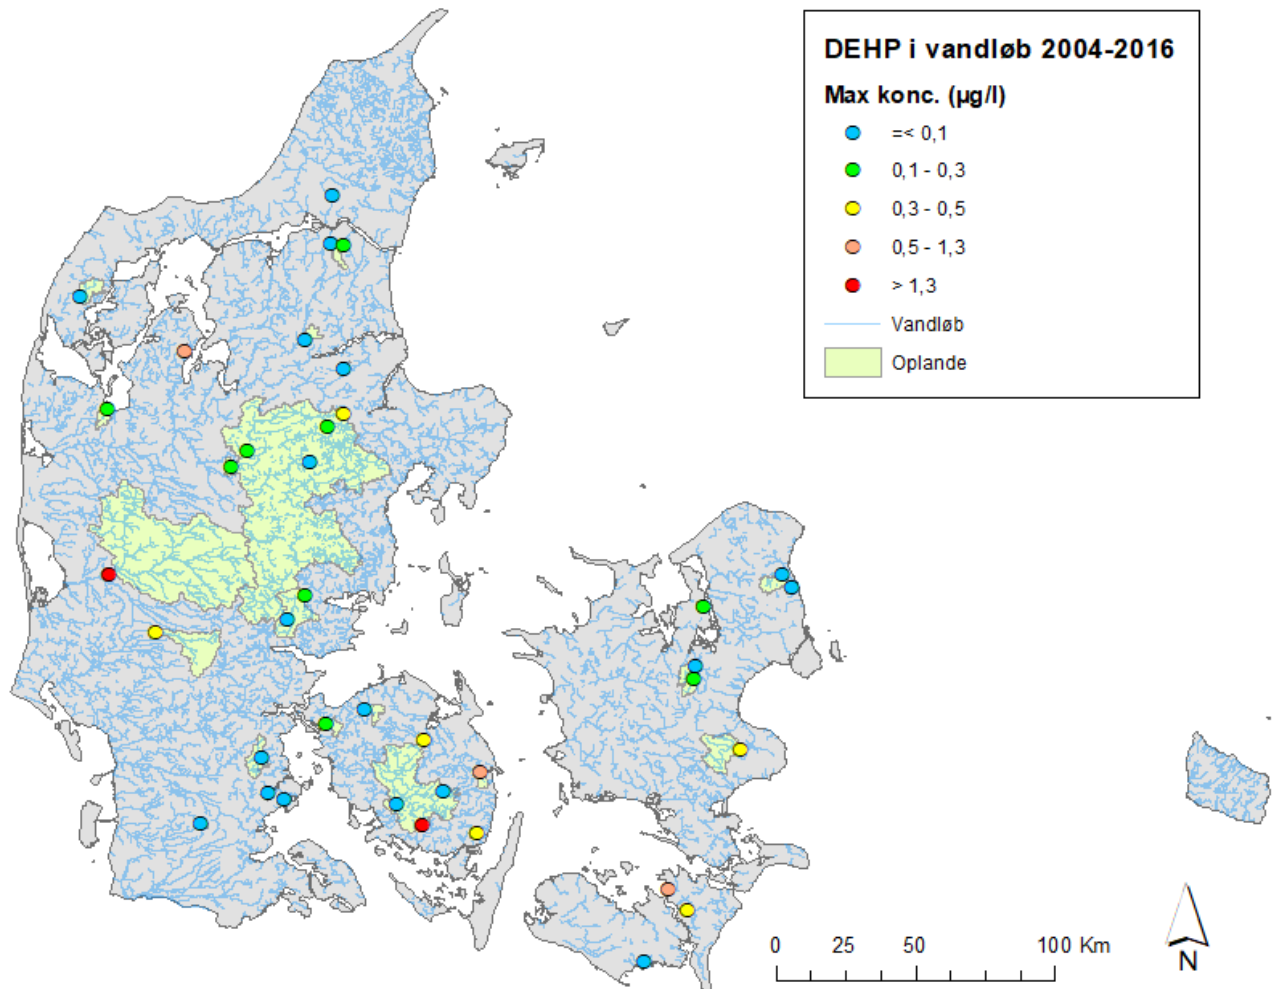 DEHP i vandløb 2004-2016
Max konc. (µg/l)
=< 0,1
0,1 - 0,3
0,3 - 0,5
0,5 - 1,3
> 1,3
Vandløb
Oplande
0 25 50 100 Km
N